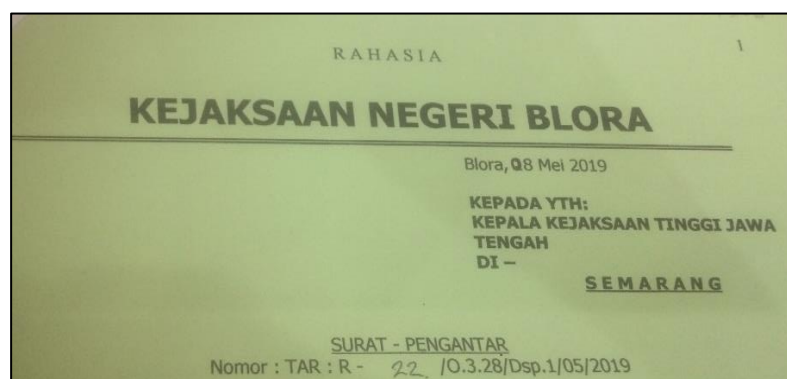 RAHASIA
1
KEJAKSAAN NEGERI BLORA
Blora, 08 Mei 2019
KEPADA YTH:
KEPALA KEJAKSAAN TINGGI JAWA
TENGAH
DI –
SEMARANG
SURAT - PENGANTAR
Nomor : TAR : R - 22 /O.3.28/Dsp.1/05/2019